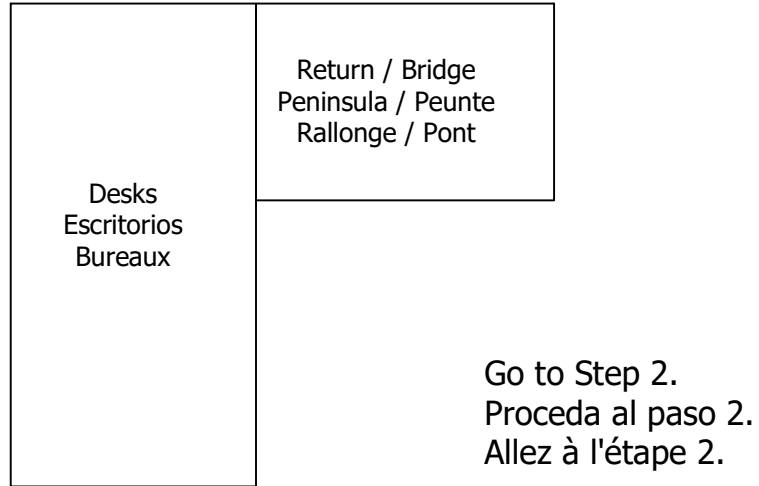 Return / Bridge
Peninsula / Peunte
Rallonge / Pont
Desks
Escritorios
Bureaux
Go to Step 2.
Proceda al paso 2.
Allez à l'étape 2.